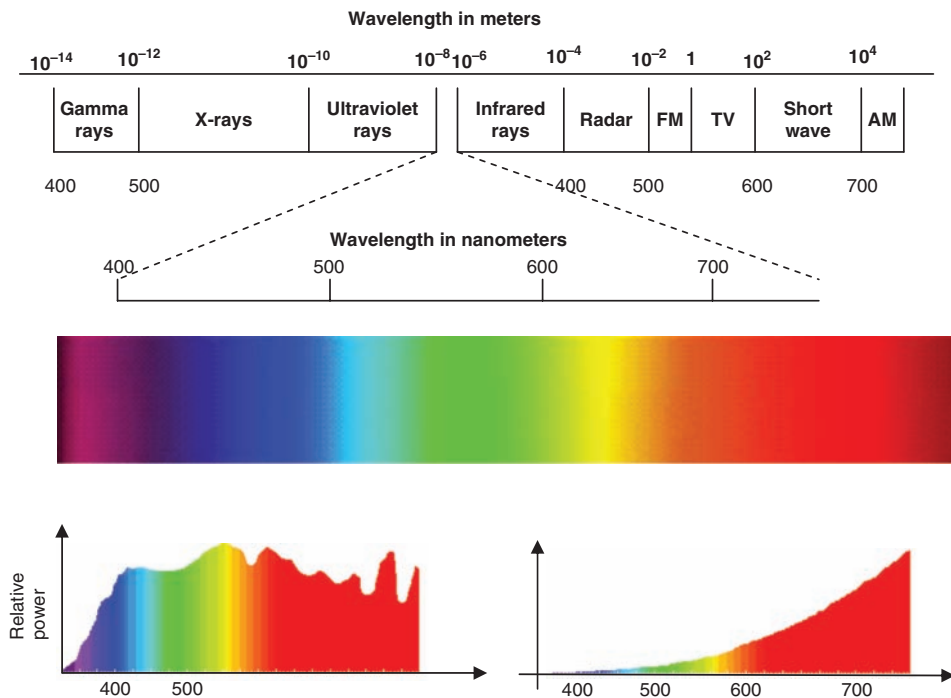 Wavelength in meters
10⁻¹⁴ 10⁻¹² 10⁻¹⁰ 10⁻⁸ 10⁻⁶ 10⁻⁴ 10⁻² 1 10² 10⁴
Gamma rays X-rays Ultraviolet rays Infrared rays Radar FM TV Short wave AM
400 500 400 500 600 700
Wavelength in nanometers
400 500 600 700
Relative power
400 500
400 500 600 700